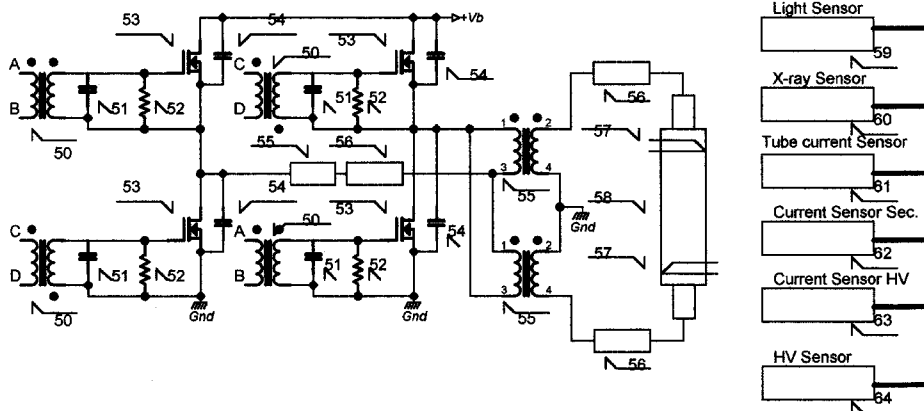 +Vb
53
54
53
Light Sensor
59
A
C
50
54
B
51
52
D
51
52
56
X-ray Sensor
60
50
55
56
1
2
57
3
4
55
Tube current Sensor
61
53
54
53
58
Gnd
Current Sensor Sec.
62
C
A
50
54
D
51
52
B
51
52
1
2
57
3
4
50
Gnd
Gnd
55
Current Sensor HV
63
56
HV Sensor
64